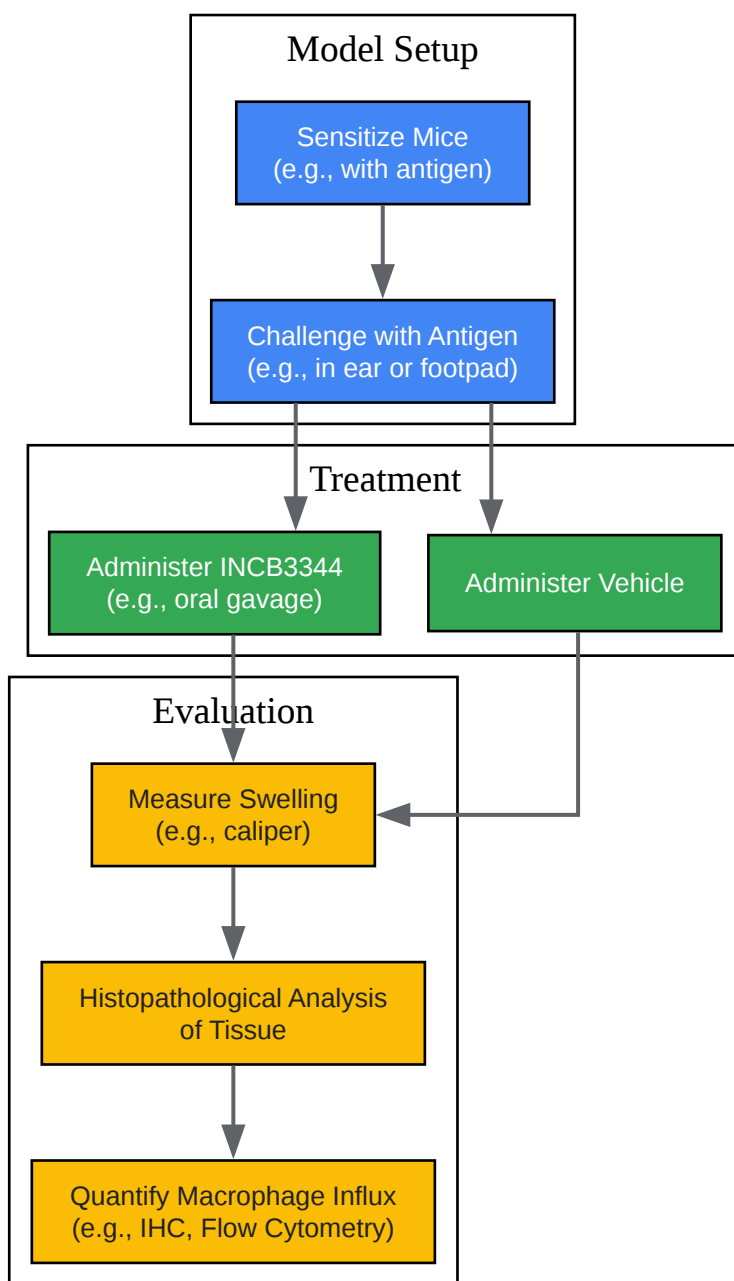 Model Setup
Sensitize Mice
(e.g., with antigen)
Challenge with Antigen
(e.g., in ear or footpad)
Treatment
Administer INCB3344
(e.g., oral gavage)
Administer Vehicle
Evaluation
Measure Swelling
(e.g., caliper)
Histopathological Analysis
of Tissue
Quantify Macrophage Influx
(e.g., IHC, Flow Cytometry)